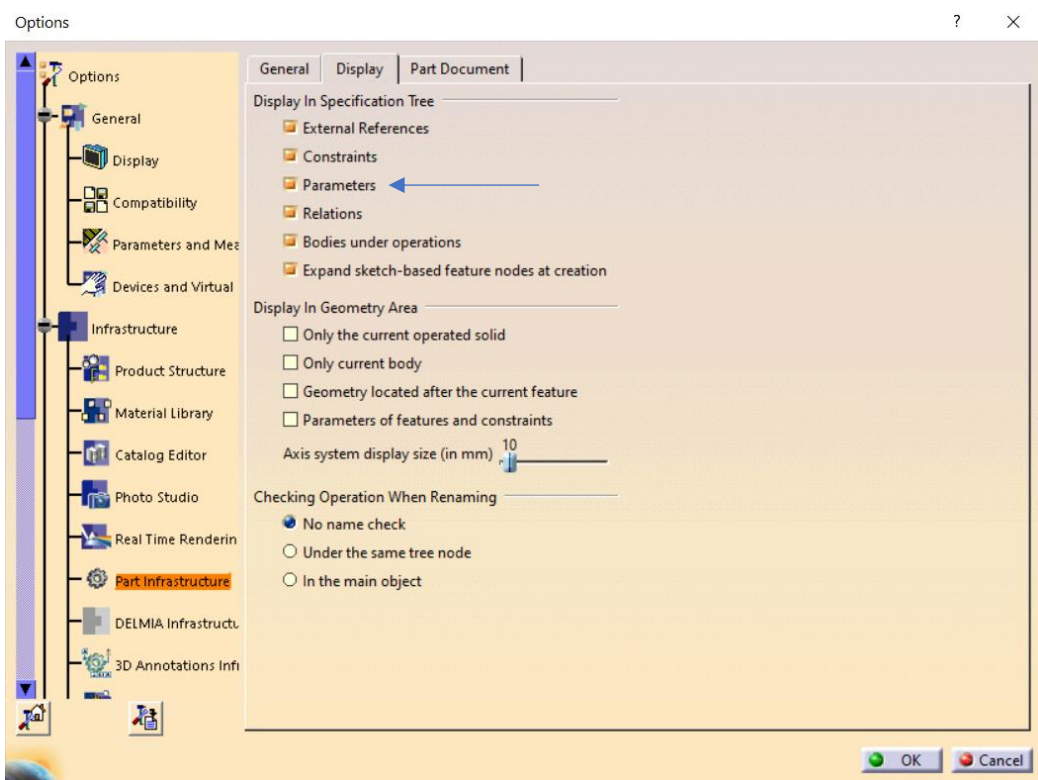 Options
?
Options
General
Display
Compatibility
Parameters and Mea
Devices and Virtual
Infrastructure
Product Structure
Material Library
Catalog Editor
Photo Studio
Real Time Renderin
Part Infrastructure
DELMIA Infrastructu
3D Annotations Infi
General Display Part Document
Display In Specification Tree
External References
Constraints
Parameters
Relations
Bodies under operations
Expand sketch-based feature nodes at creation
Display In Geometry Area
Only the current operated solid
Only current body
Geometry located after the current feature
Parameters of features and constraints
Axis system display size (in mm) 10
Checking Operation When Renaming
No name check
Under the same tree node
In the main object
OK Cancel